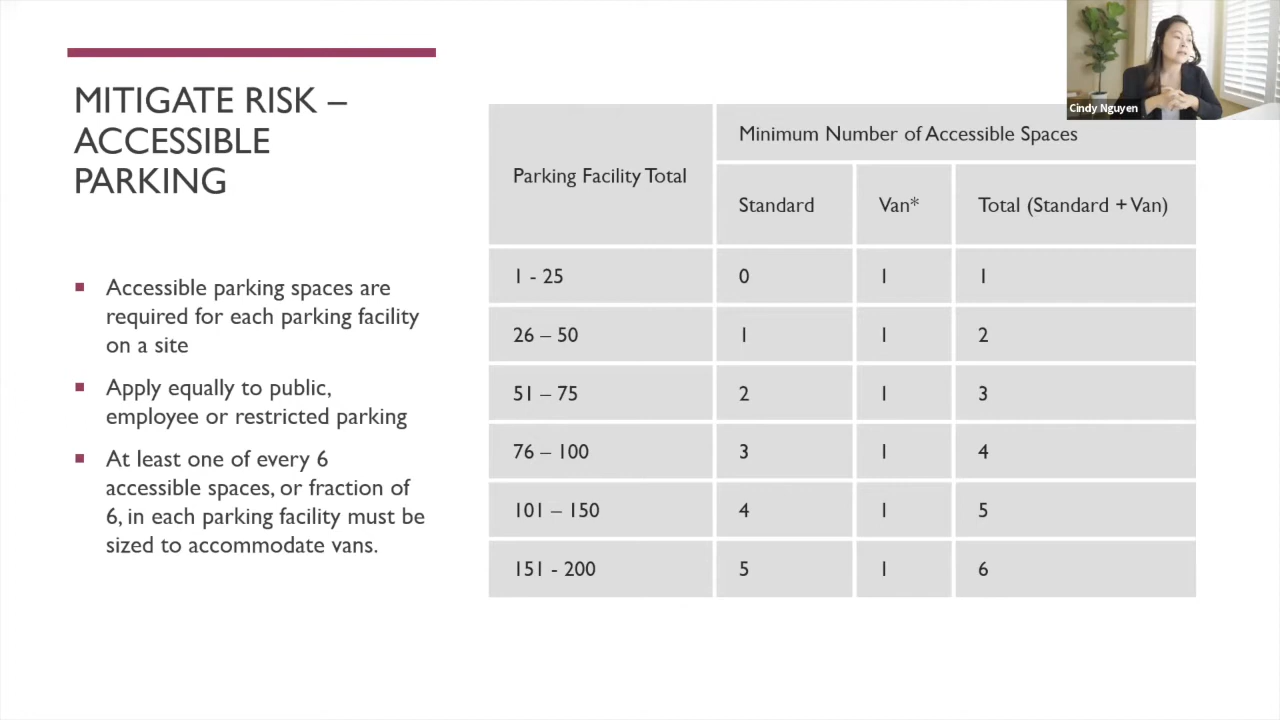 MITIGATE RISK –
ACCESSIBLE
PARKING
Accessible parking spaces are
required for each parking facility
on a site
Apply equally to public,
employee or restricted parking
At least one of every 6
accessible spaces, or fraction of
6, in each parking facility must be
sized to accommodate vans.
Cindy Nguyen
Parking Facility Total
Minimum Number of Accessible Spaces
Standard
Van*
Total (Standard + Van)
1 - 25
0
1
1
26 – 50
1
1
2
51 – 75
2
1
3
76 – 100
3
1
4
101 – 150
4
1
5
151 - 200
5
1
6